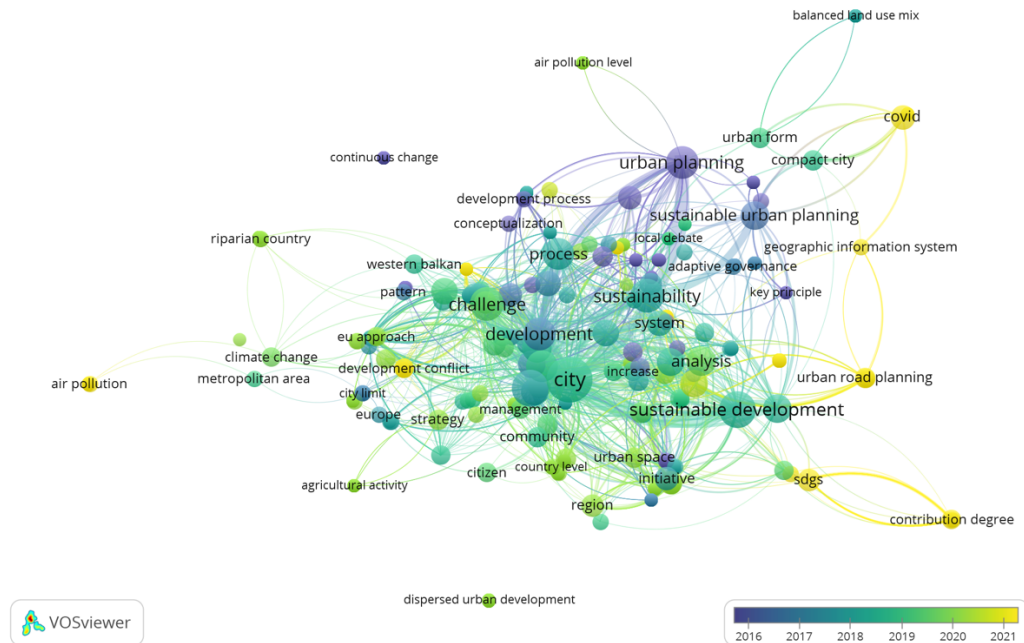 balanced land use mix
air pollution level
covid
urban form
continuous change
urban planning
compact city
development process
sustainable urban planning
conceptualization
riparian country
local debate
geographic information system
process
western balkan
adaptive governance
pattern
sustainability
key principle
challenge
system
development
eu approach
climate change
analysis
development conflict
increase
metropolitan area
urban road planning
air pollution
city
city limit
management
sustainable development
europe
strategy
community
urban space
country level
citizen
initiative
sdgs
agricultural activity
region
contribution degree
dispersed urban development
VOSviewer
2016 2017 2018 2019 2020 2021